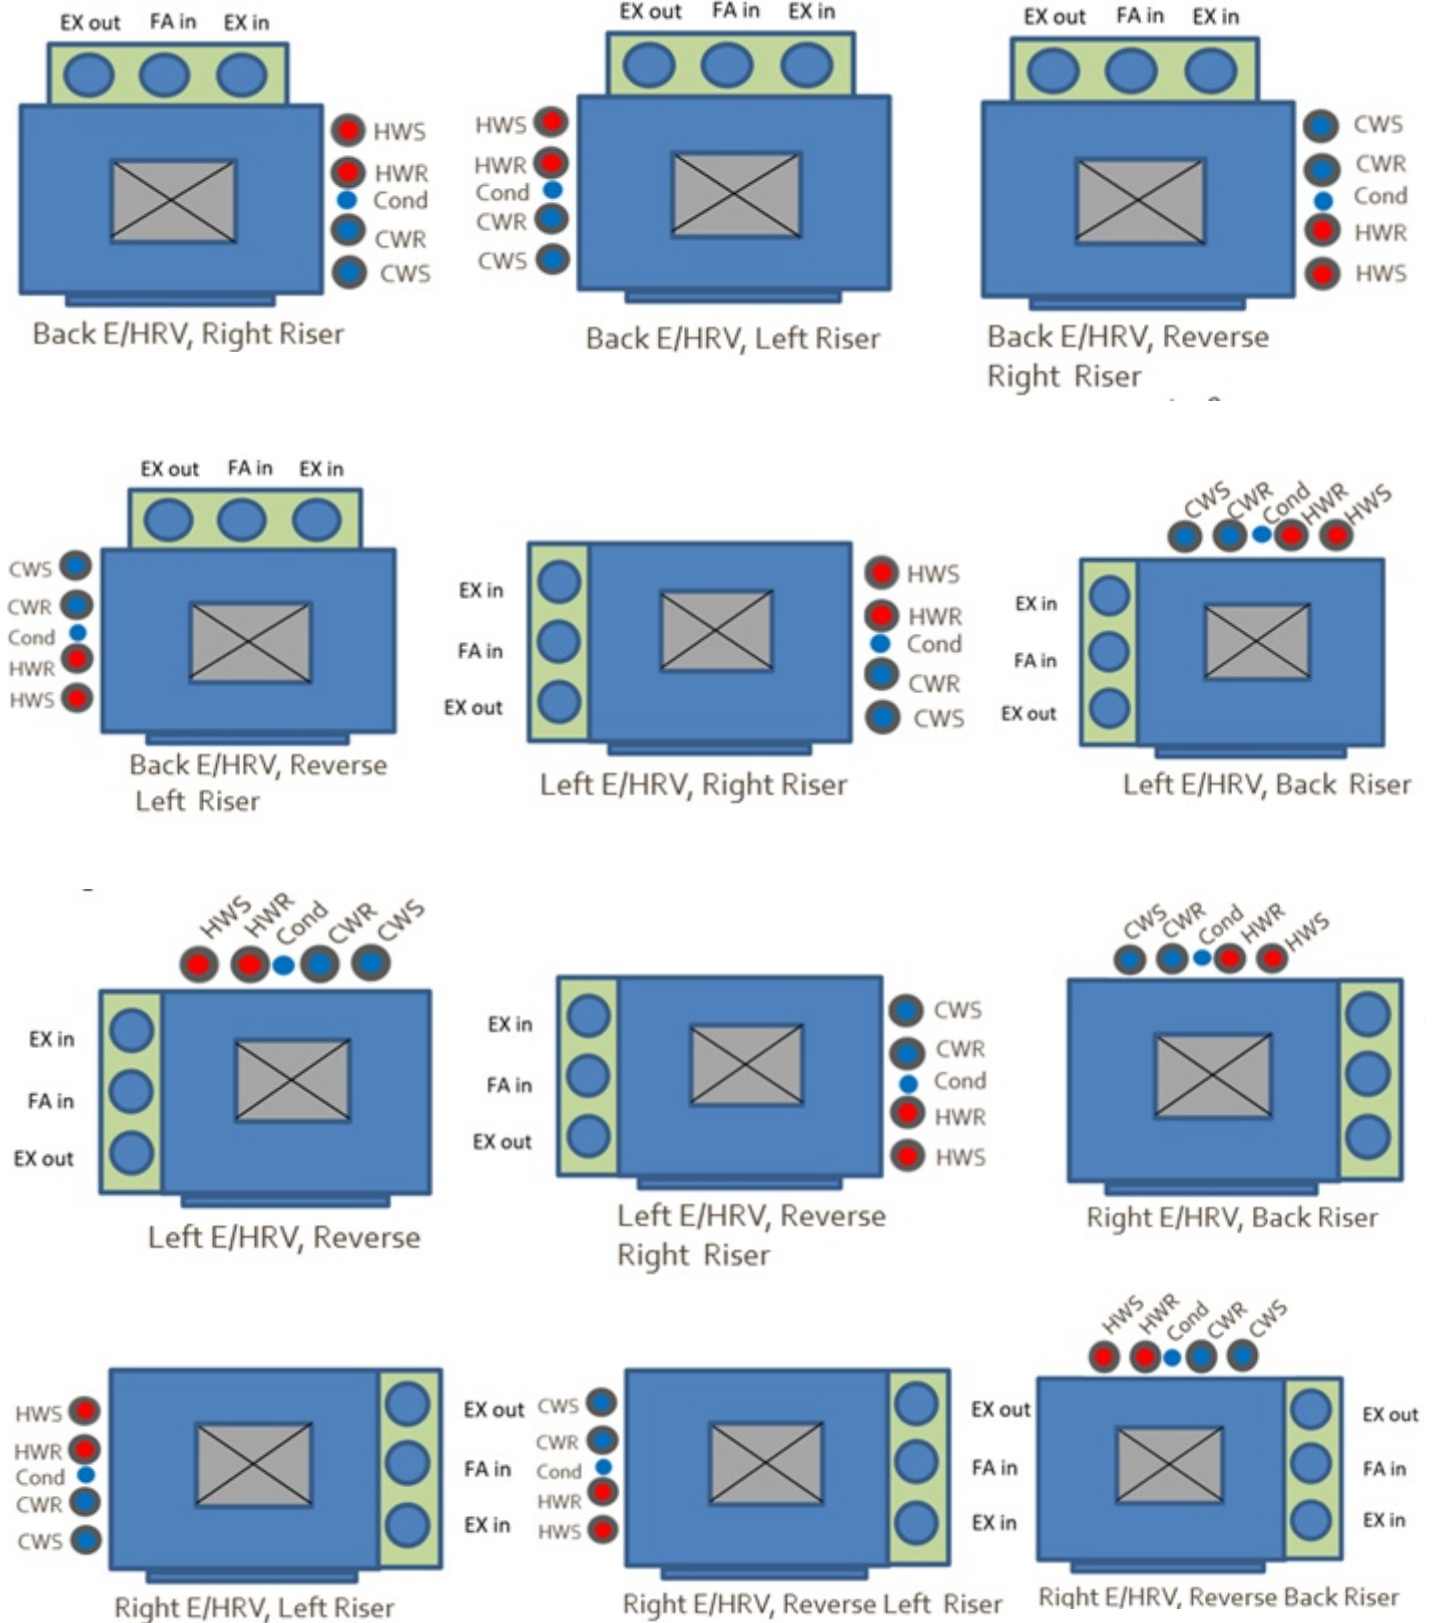 EX out FA in EX in
HWS
HWR
Cond
CWR
CWS
Back E/HRV, Right Riser
EX out FA in EX in
HWS
HWR
Cond
CWR
CWS
Back E/HRV, Left Riser
EX out FA in EX in
CWS
CWR
Cond
HWR
HWS
Back E/HRV, Reverse
Right Riser
EX out FA in EX in
CWS
CWR
Cond
HWR
HWS
Back E/HRV, Reverse
Left Riser
EX in
FA in
EX out
HWS
HWR
Cond
CWR
CWS
Left E/HRV, Right Riser
CWS CWR Cond HWR HWS
EX in
FA in
EX out
Left E/HRV, Back Riser
HWS HWR Cond CWR CWS
EX in
FA in
EX out
Left E/HRV, Reverse
EX in
FA in
EX out
CWS
CWR
Cond
HWR
HWS
Left E/HRV, Reverse
Right Riser
CWS CWR Cond HWR HWS
Right E/HRV, Back Riser
HWS
HWR
Cond
CWR
CWS
EX out
FA in
EX in
Right E/HRV, Left Riser
CWS
CWR
Cond
HWR
HWS
EX out
FA in
EX in
Right E/HRV, Reverse Left Riser
HWS HWR Cond CWR CWS
EX out
FA in
EX in
Right E/HRV, Reverse Back Riser